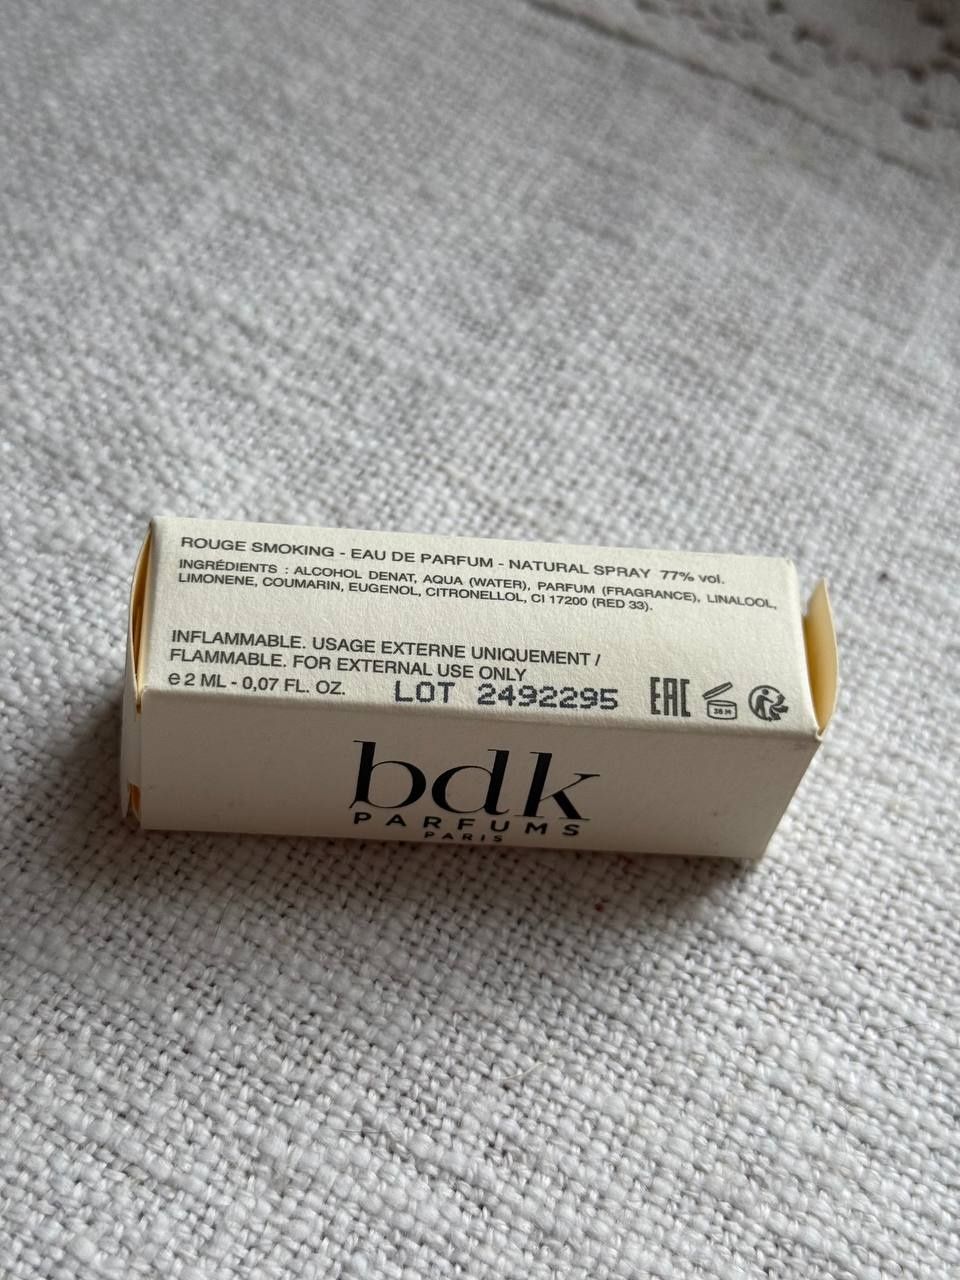 ROUGE SMOKING - EAU DE PARFUM - NATURAL SPRAY 77% vol.
INGRÉDIENTS : ALCOHOL DENAT, AQUA (WATER), PARFUM (FRAGRANCE), LINALOOL,
LIMONENE, COUMARIN, EUGENOL, CITRONELLOL, CI 17200 (RED 33).
INFLAMMABLE. USAGE EXTERNE UNIQUEMENT /
FLAMMABLE. FOR EXTERNAL USE ONLY
e 2 ML - 0,07 FL. OZ.
LOT 2492295
EAC
36 M
bdk
PARFUMS
PARIS